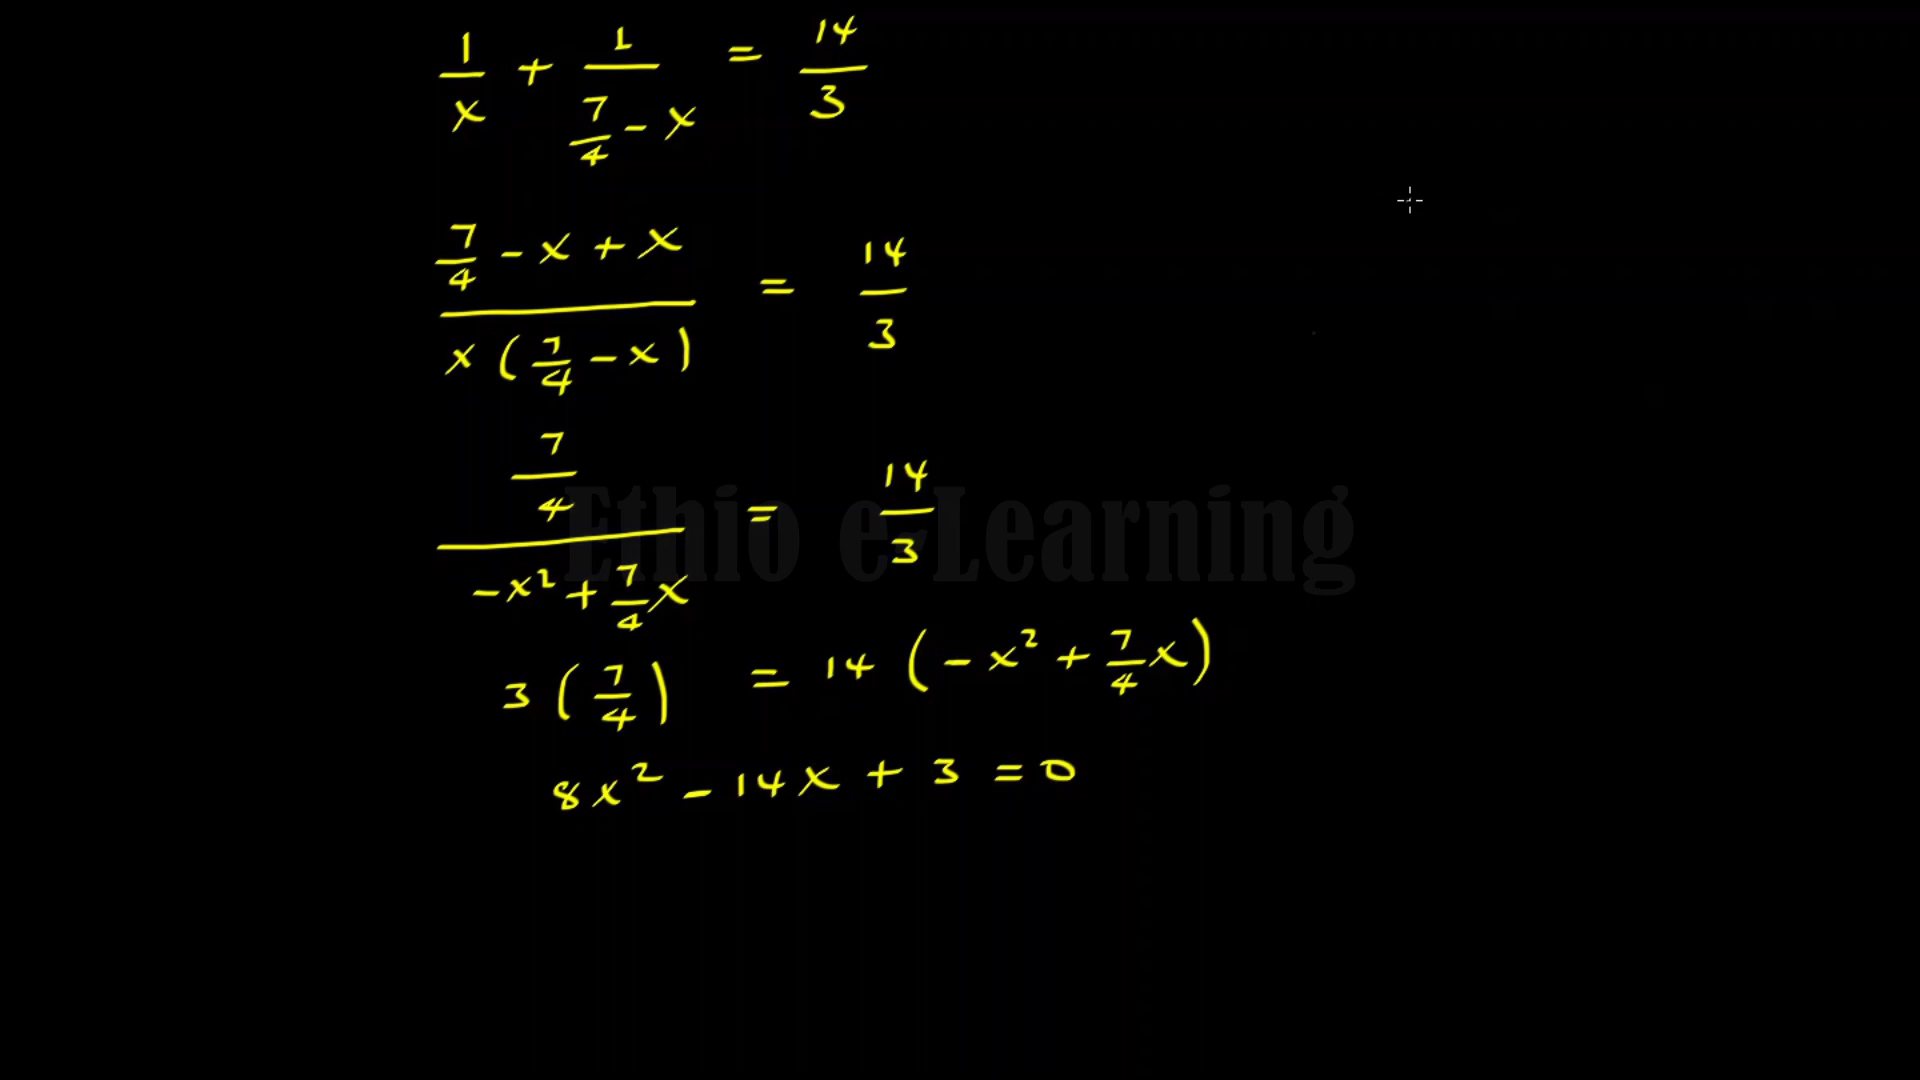 1/x + 1/(7/4 - x) = 14/3
(7/4 - x + x)/(x(7/4 - x)) = 14/3
(7/4)/(-x² + 7/4 x) = 14/3
Ethio e-Learning
3(7/4) = 14(-x² + 7/4 x)
8x² - 14x + 3 = 0